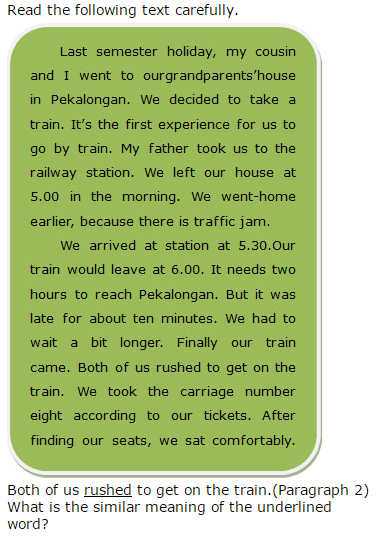 Read the following text carefully.
Last semester holiday, my cousin
and I went to ourgrandparents’house
in Pekalongan. We decided to take a
train. It’s the first experience for us to
go by train. My father took us to the
railway station. We left our house at
5.00 in the morning. We went-home
earlier, because there is traffic jam.
We arrived at station at 5.30.Our
train would leave at 6.00. It needs two
hours to reach Pekalongan. But it was
late for about ten minutes. We had to
wait a bit longer. Finally our train
came. Both of us rushed to get on the
train. We took the carriage number
eight according to our tickets. After
finding our seats, we sat comfortably.
Both of us rushed to get on the train.(Paragraph 2)
What is the similar meaning of the underlined
word?